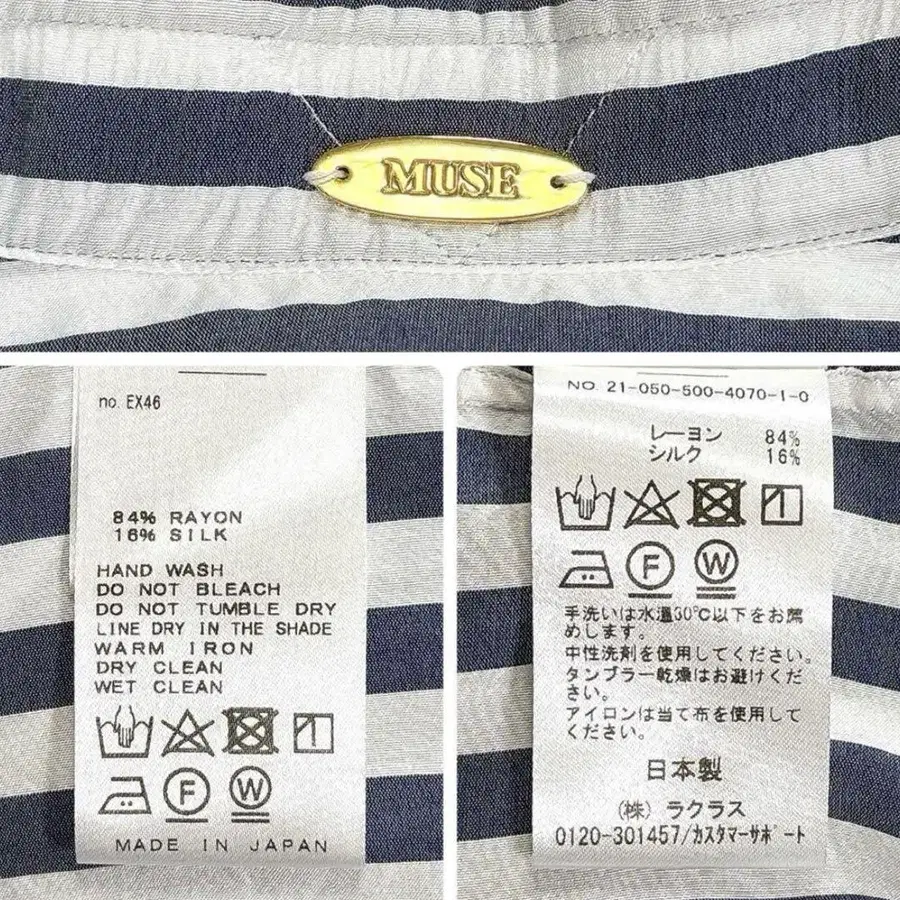 MUSE
no. EX46
84% RAYON
16% SILK
HAND WASH
DO NOT BLEACH
DO NOT TUMBLE DRY
LINE DRY IN THE SHADE
WARM IRON
DRY CLEAN
WET CLEAN
F W
MADE IN JAPAN
NO. 21-050-500-4070-1-0
レーヨン 84%
シルク 16%
F W
手洗いは水温30℃以下をお薦
めします。
中性洗剤を使用してください。
タンブラー乾燥はお避けくださ
い。
アイロンは当て布を使用して
ください。
日本製
(株) ラクラス
0120-301457/カスタマーサポート